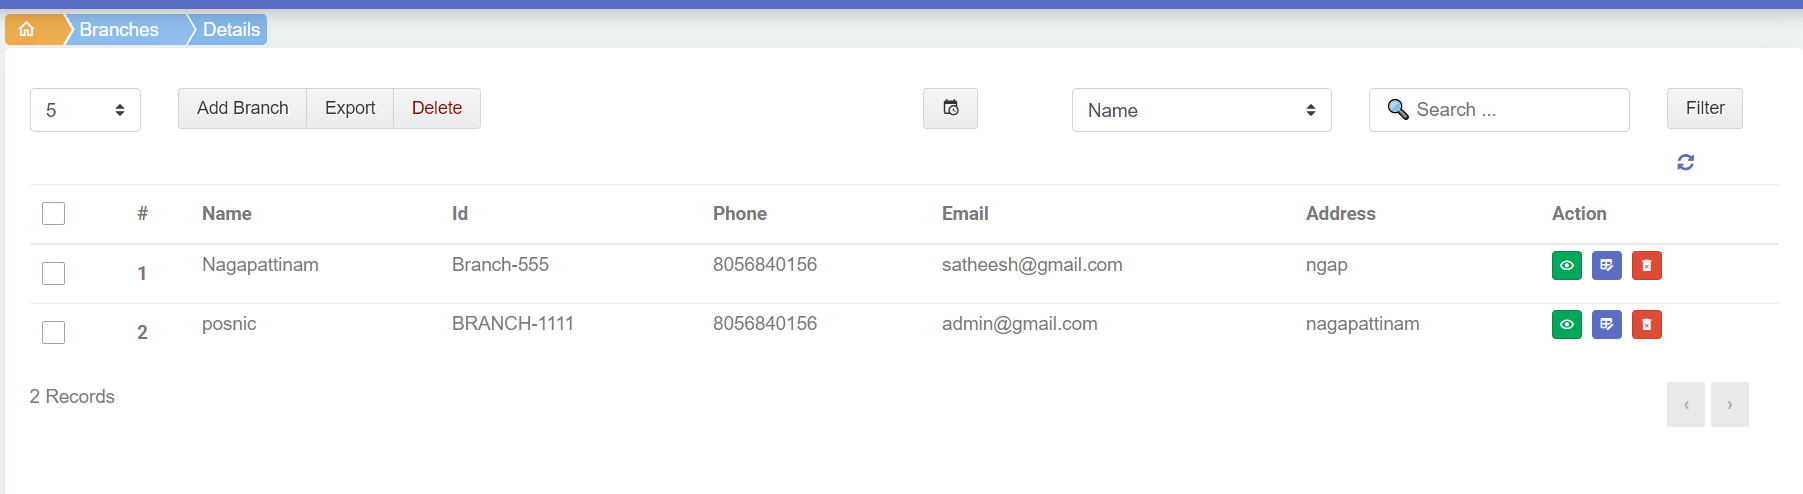 Branches Details
5 Add Branch Export Delete Name Search ... Filter
# Name Id Phone Email Address Action
1 Nagapattinam Branch-555 8056840156 satheesh@gmail.com ngap
2 posnic BRANCH-1111 8056840156 admin@gmail.com nagapattinam
2 Records ‹ ›